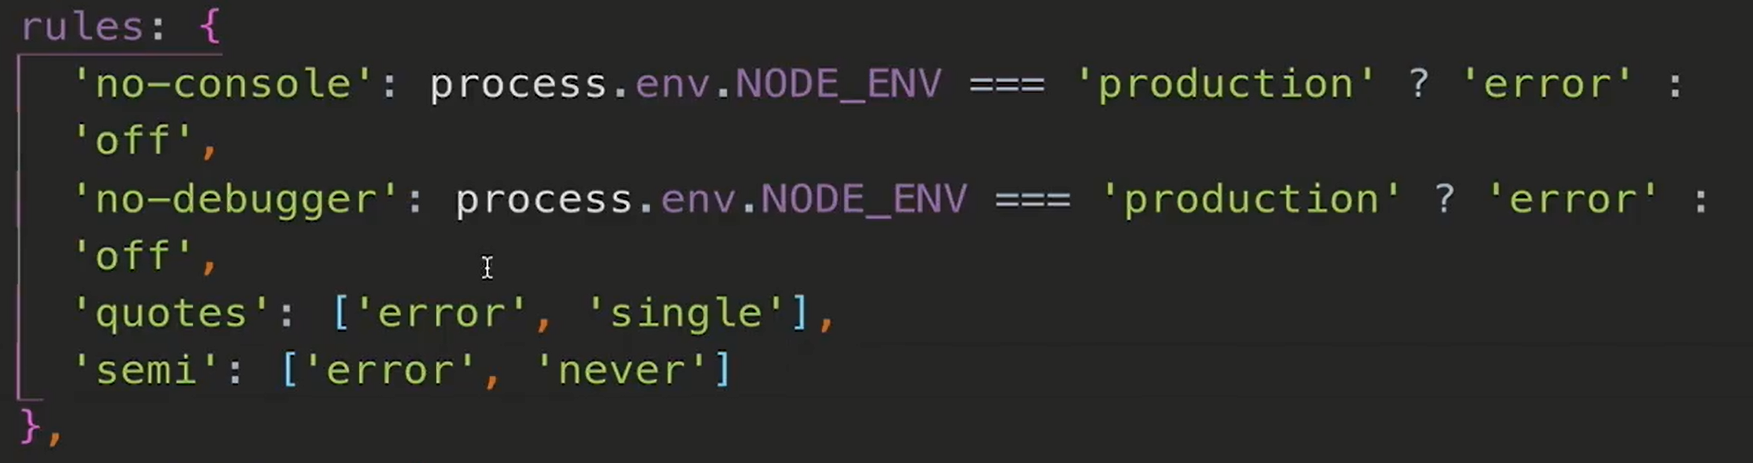 rules: {
'no-console': process.env.NODE_ENV === 'production' ? 'error' :
'off',
'no-debugger': process.env.NODE_ENV === 'production' ? 'error' :
'off',
'quotes': ['error', 'single'],
'semi': ['error', 'never']
},